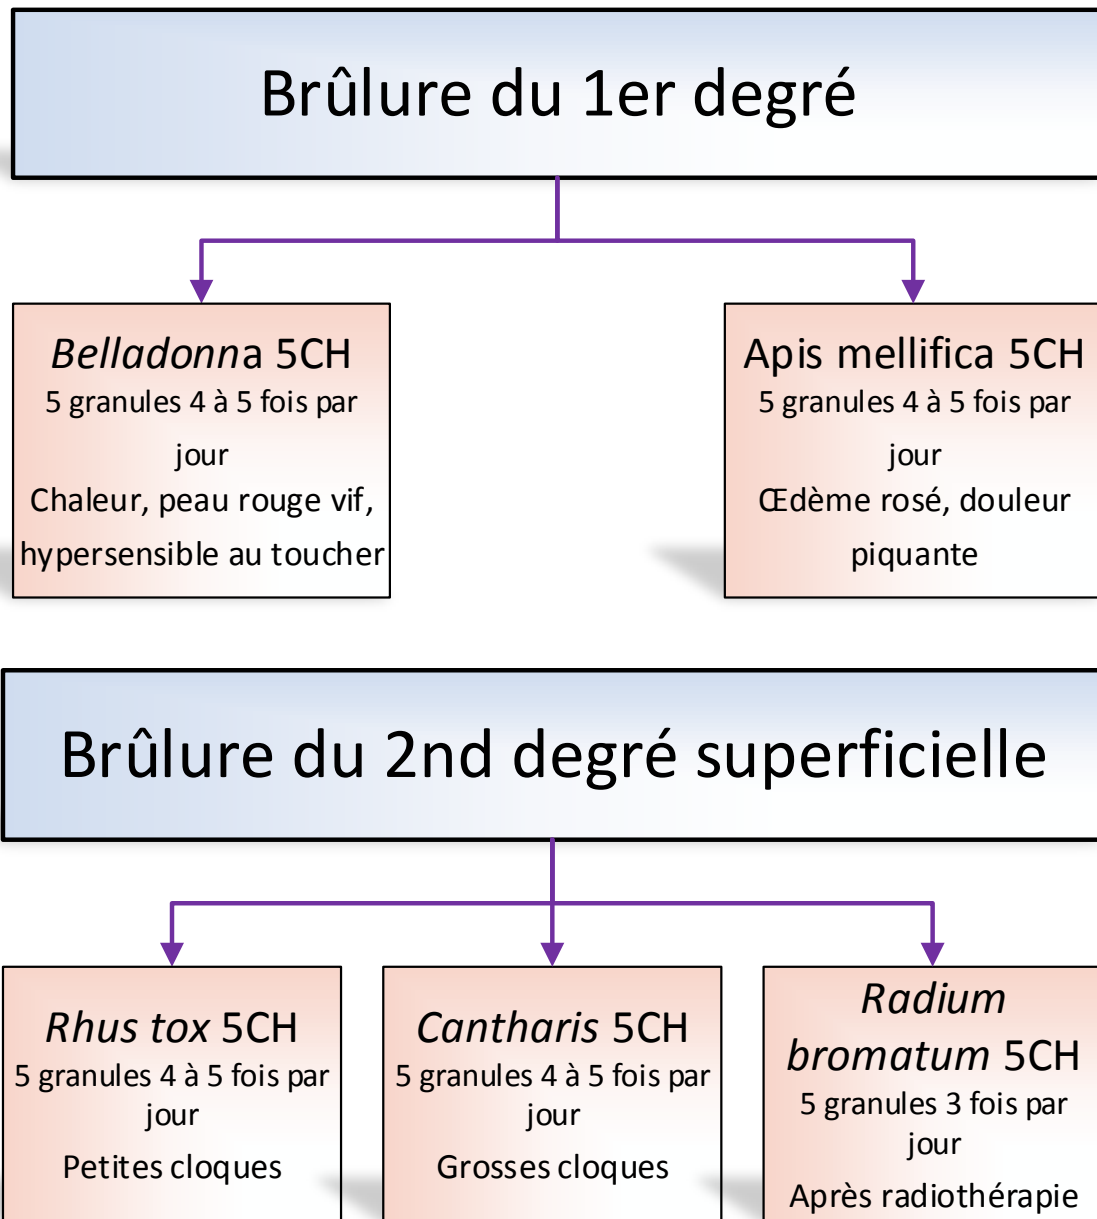 Brûlure du 1er degré
Belladonna 5CH
5 granules 4 à 5 fois par
jour
Chaleur, peau rouge vif,
hypersensible au toucher
Apis mellifica 5CH
5 granules 4 à 5 fois par
jour
Œdème rosé, douleur
piquante
Brûlure du 2nd degré superficielle
Rhus tox 5CH
5 granules 4 à 5 fois par
jour
Petites cloques
Cantharis 5CH
5 granules 4 à 5 fois par
jour
Grosses cloques
Radium
bromatum 5CH
5 granules 3 fois par
jour
Après radiothérapie